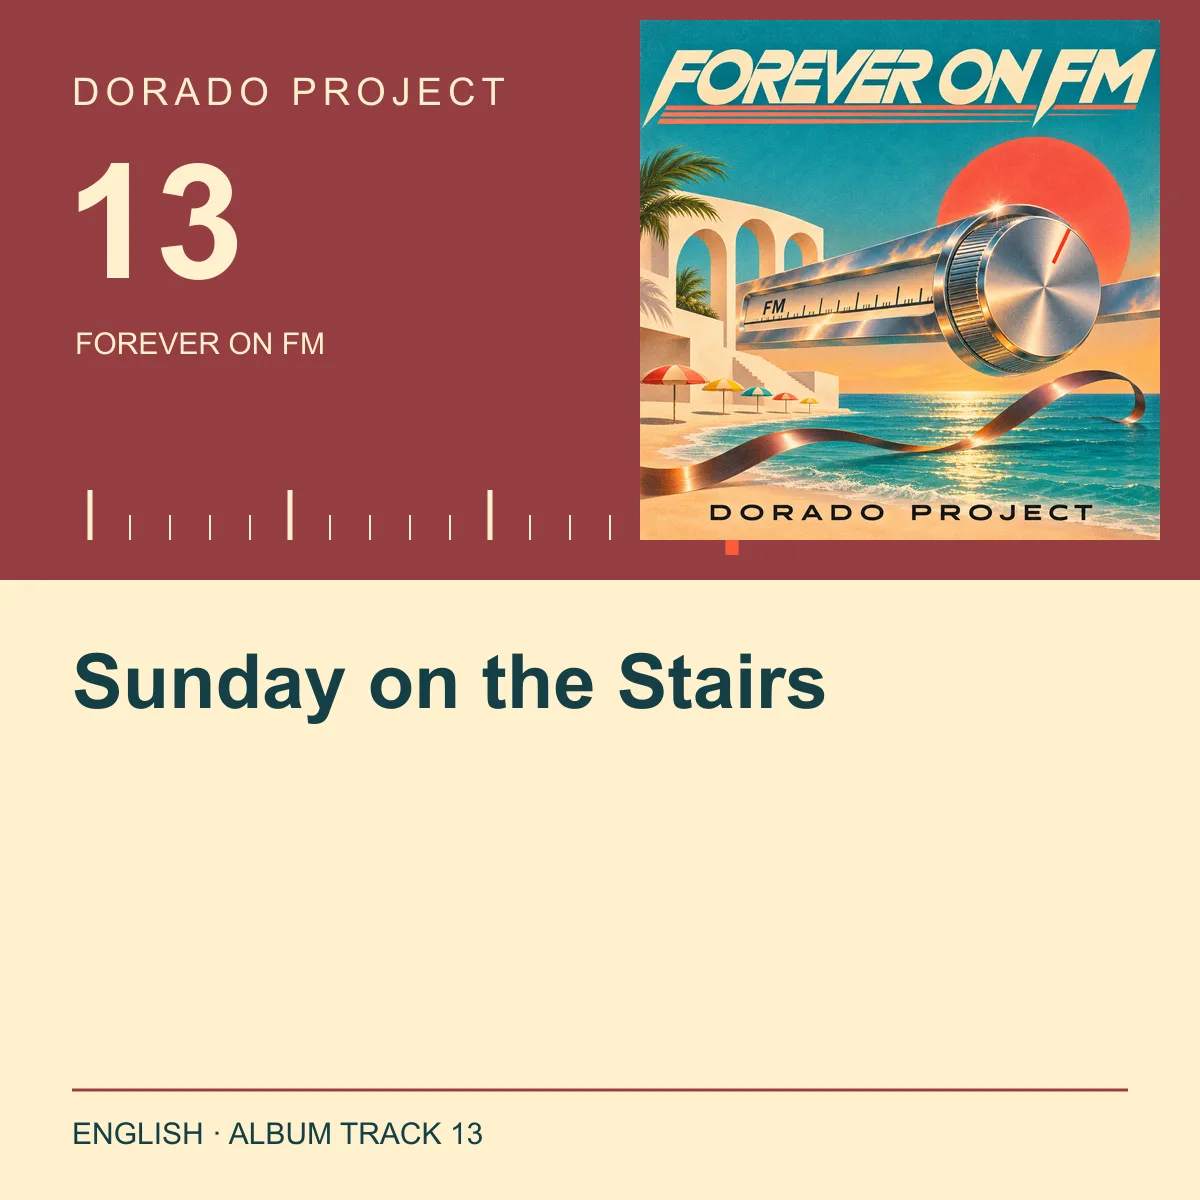 DORADO PROJECT
13
FOREVER ON FM
FOREVER ON FM
FM
DORADO PROJECT
Sunday on the Stairs
ENGLISH · ALBUM TRACK 13